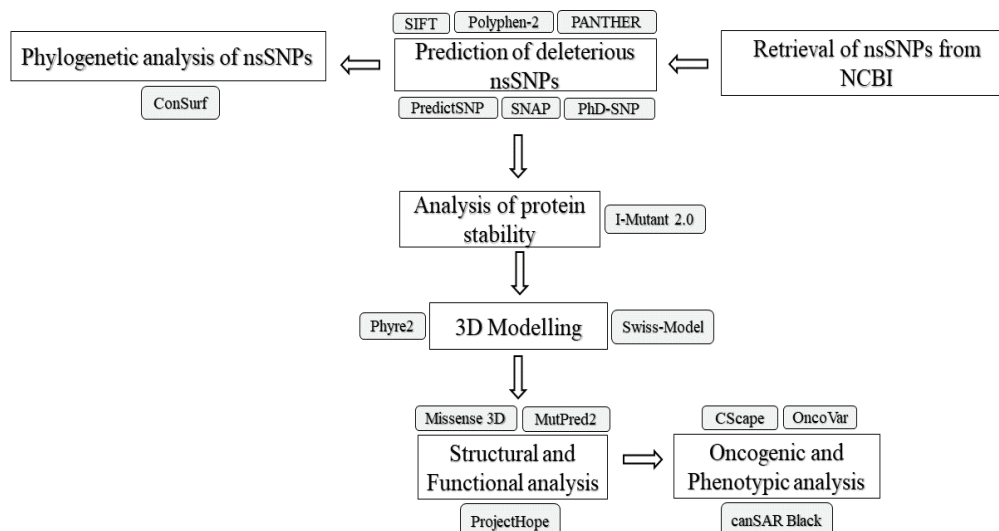 SIFT
Polyphen-2
PANTHER
Phylogenetic analysis of nsSNPs
ConSurf
Prediction of deleterious
nsSNPs
Retrieval of nsSNPs from
NCBI
PredictSNP
SNAP
PhD-SNP
Analysis of protein
stability
I-Mutant 2.0
Phyre2
3D Modelling
Swiss-Model
Missense 3D
MutPred2
Structural and
Functional analysis
ProjectHope
CScape
OncoVar
Oncogenic and
Phenotypic analysis
canSAR Black